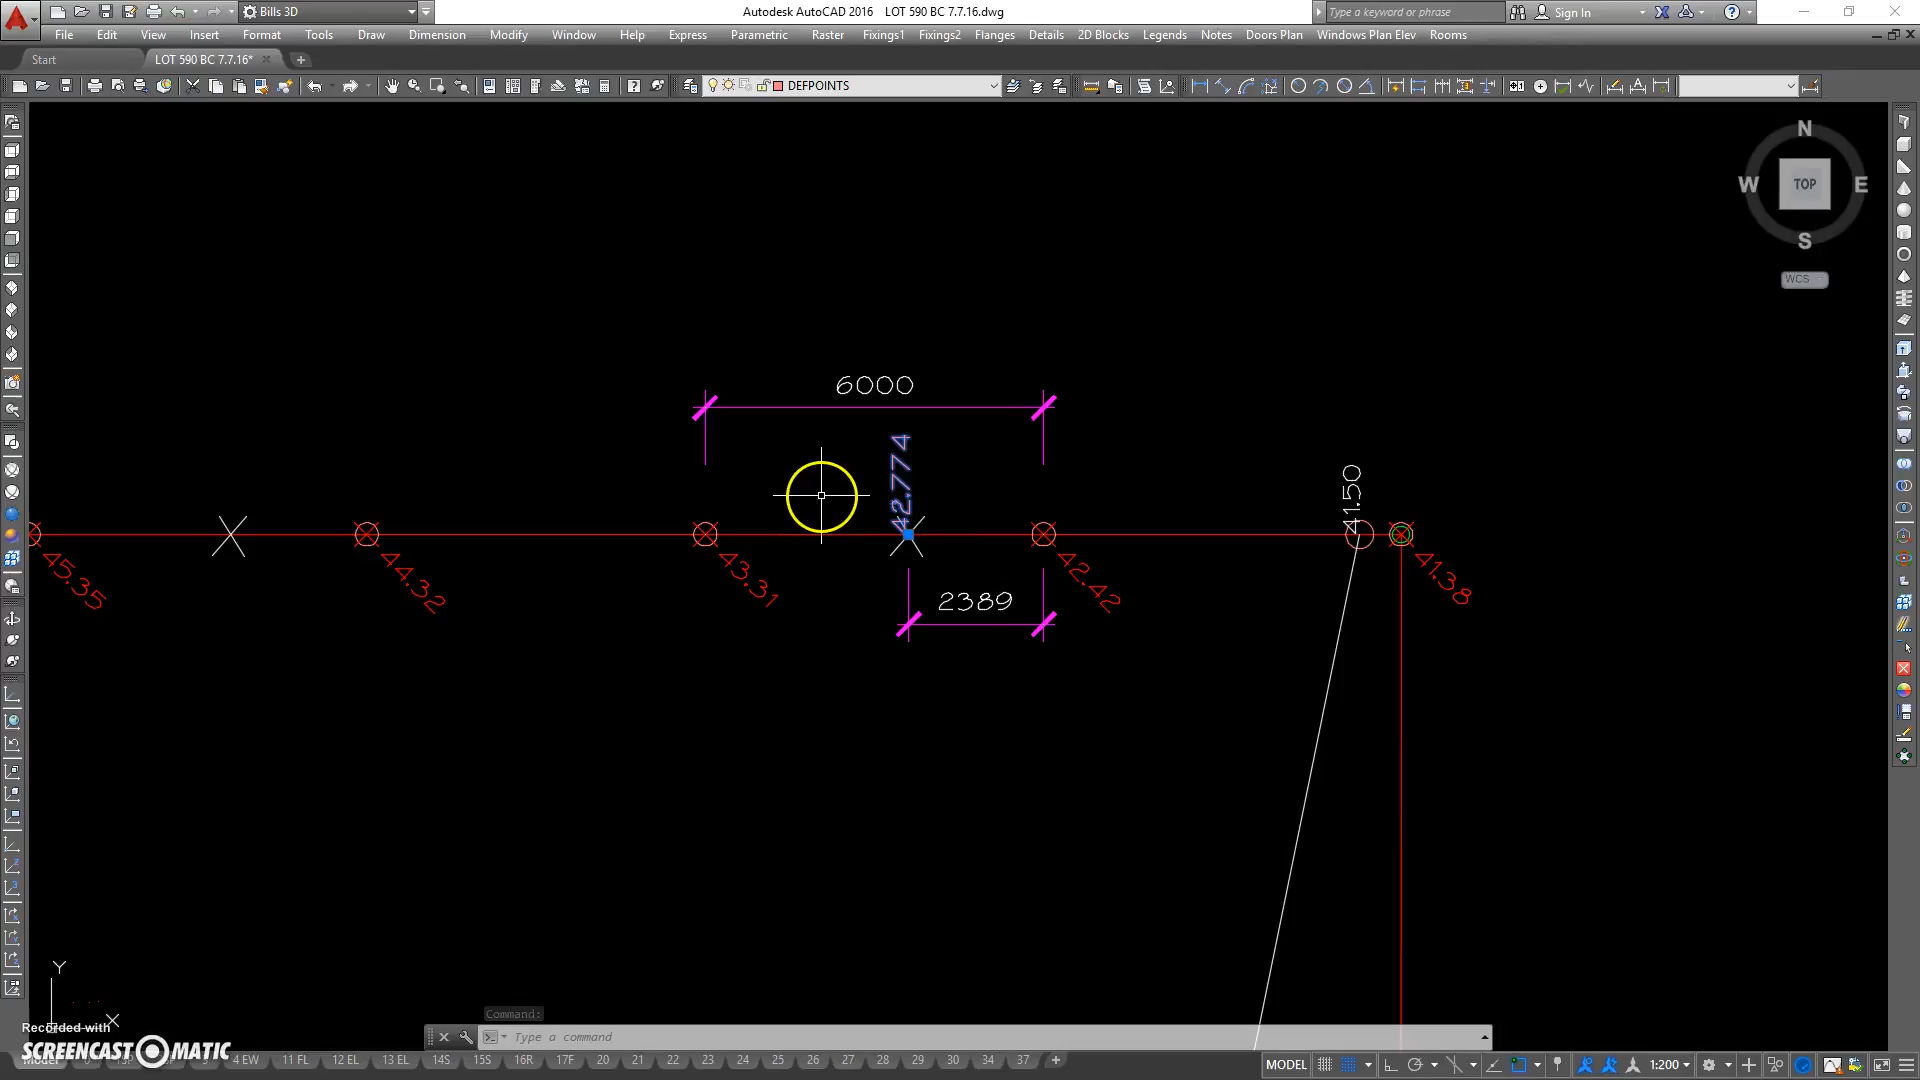 Bills 3D
Autodesk AutoCAD 2016 LOT 590 BC 7.7.16.dwg
Type a keyword or phrase
Sign In
File Edit View Insert Format Tools Draw Dimension Modify Window Help Express Parametric Raster Fixings1 Fixings2 Flanges Details 2D Blocks Legends Notes Doors Plan Windows Plan Elev Rooms
Start
LOT 590 BC 7.7.16*
DEFPOINTS
N
W TOP E
S
WCS
6000
42.774
41.50
45.35
44.32
43.31
42.42
41.38
2389
Y
X
Command:
Type a command
Recorded with
SCREENCAST MATIC
Model
4 EW 11 FL 12 EL 13 EL 14S 15S 16R 17F 20 21 22 23 24 25 26 27 28 29 30 34 37
MODEL
1:200